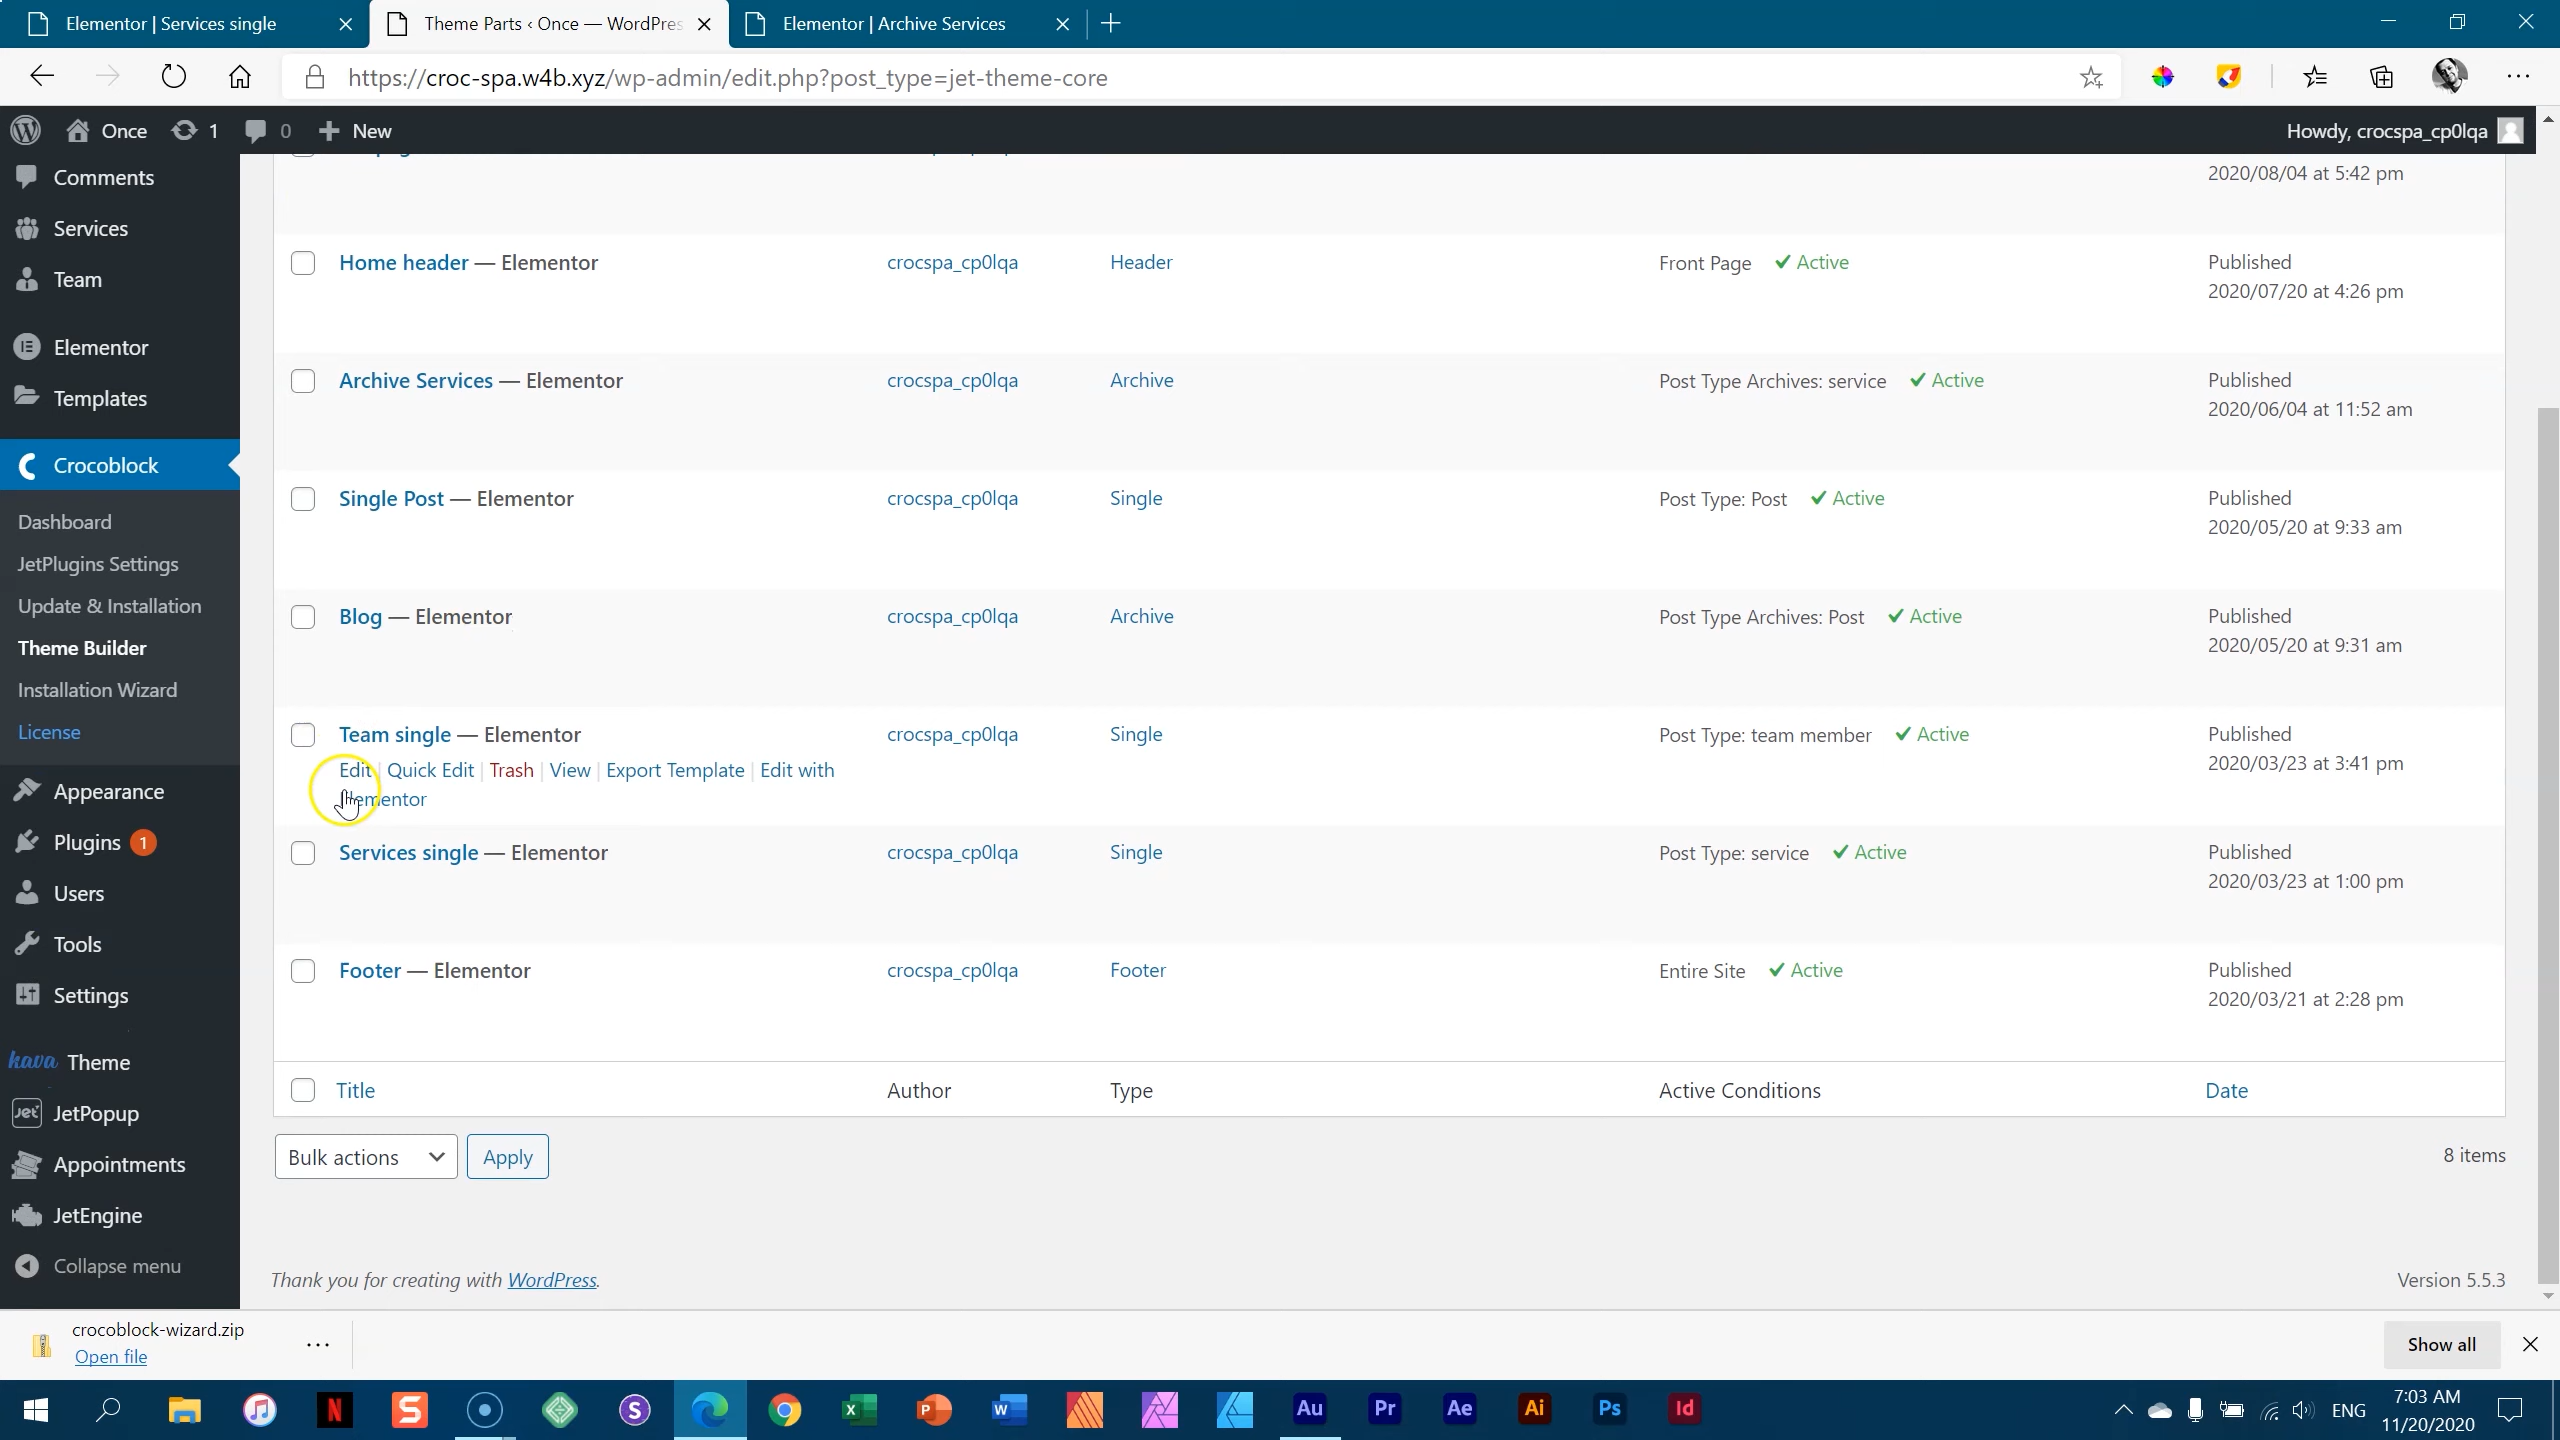 Elementor | Services single
Theme Parts ‹ Once — WordPres
Elementor | Archive Services
https://croc-spa.w4b.xyz/wp-admin/edit.php?post_type=jet-theme-core
Once
1
0
New
Howdy, crocspa_cp0lqa
Comments
Services
Team
Elementor
Templates
Crocoblock
Dashboard
JetPlugins Settings
Update & Installation
Theme Builder
Installation Wizard
License
Appearance
Plugins 1
Users
Tools
Settings
kava Theme
Jet JetPopup
Appointments
JetEngine
Collapse menu
2020/08/04 at 5:42 pm
Home header — Elementor
crocspa_cp0lqa
Header
Front Page
Active
Published
2020/07/20 at 4:26 pm
Archive Services — Elementor
crocspa_cp0lqa
Archive
Post Type Archives: service
Active
Published
2020/06/04 at 11:52 am
Single Post — Elementor
crocspa_cp0lqa
Single
Post Type: Post
Active
Published
2020/05/20 at 9:33 am
Blog — Elementor
crocspa_cp0lqa
Archive
Post Type Archives: Post
Active
Published
2020/05/20 at 9:31 am
Team single — Elementor
Edit | Quick Edit | Trash | View | Export Template | Edit with
Elementor
crocspa_cp0lqa
Single
Post Type: team member
Active
Published
2020/03/23 at 3:41 pm
Services single — Elementor
crocspa_cp0lqa
Single
Post Type: service
Active
Published
2020/03/23 at 1:00 pm
Footer — Elementor
crocspa_cp0lqa
Footer
Entire Site
Active
Published
2020/03/21 at 2:28 pm
Title
Author
Type
Active Conditions
Date
Bulk actions
Apply
8 items
Thank you for creating with WordPress.
Version 5.5.3
crocoblock-wizard.zip
Open file
Show all
N
S
S
X
P
W
Au
Pr
Ae
Ai
Ps
Id
ENG
7:03 AM
11/20/2020